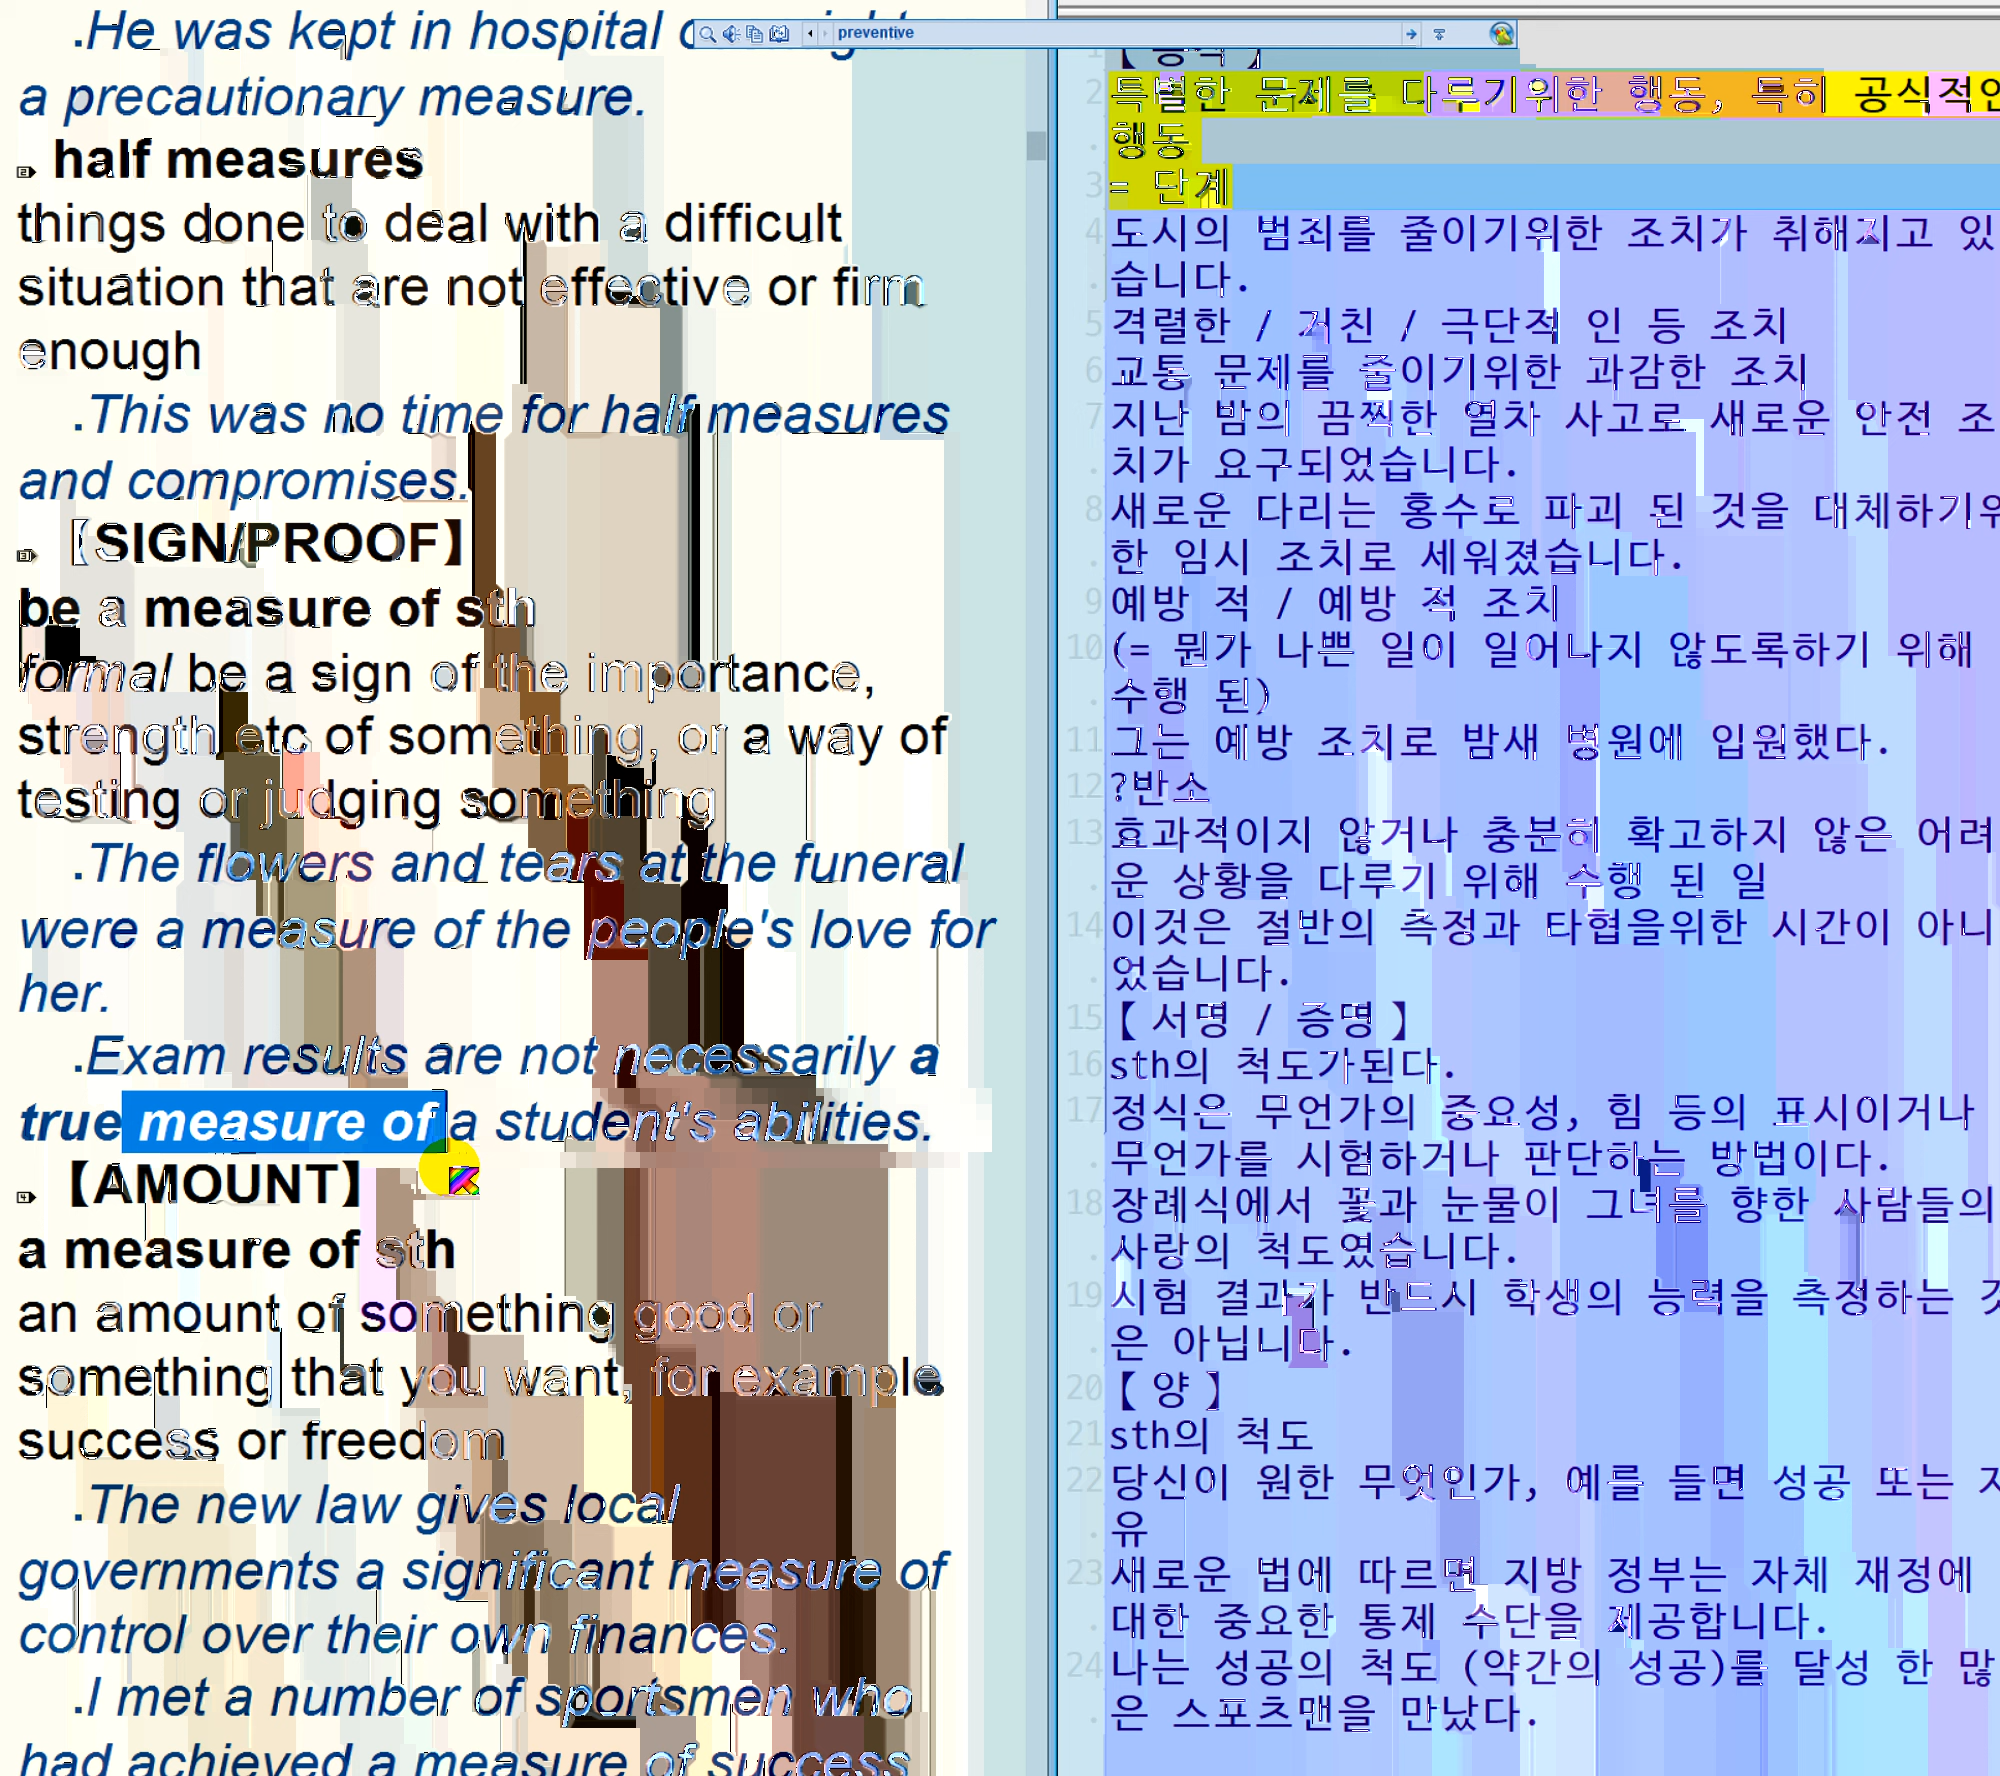 .He was kept in hospital
a precautionary measure.
half measures
things done to deal with a difficult
situation that are not effective or firm
enough
.This was no time for half measures
and compromises.
【SIGN/PROOF】
be a measure of sth
formal be a sign of the importance,
strength etc of something, or a way of
testing or judging something
.The flowers and tears at the funeral
were a measure of the people's love for
her.
.Exam results are not necessarily a
true measure of a student's abilities.
【AMOUNT】
a measure of sth
an amount of something good or
something that you want, for example
success or freedom
.The new law gives local
governments a significant measure of
control over their own finances.
.I met a number of sportsmen who
had achieved a measure of success
preventive
2 특별한 문제를 다루기위한 행동, 특히 공식적인
행동
3 = 단계
4 도시의 범죄를 줄이기위한 조치가 취해지고 있
습니다.
5 격렬한 / 거친 / 극단적 인 등 조치
6 교통 문제를 줄이기위한 과감한 조치
7 지난 밤의 끔찍한 열차 사고로 새로운 안전 조
치가 요구되었습니다.
8 새로운 다리는 홍수로 파괴 된 것을 대체하기위
한 임시 조치로 세워졌습니다.
9 예방 적 / 예방 적 조치
10 (= 뭔가 나쁜 일이 일어나지 않도록하기 위해
수행 된)
11 그는 예방 조치로 밤새 병원에 입원했다.
12 ?반소
13 효과적이지 않거나 충분히 확고하지 않은 어려
운 상황을 다루기 위해 수행 된 일
14 이것은 절반의 측정과 타협을위한 시간이 아니
었습니다.
15 【서명 / 증명】
16 sth의 척도가된다.
17 정식은 무언가의 중요성, 힘 등의 표시이거나
무언가를 시험하거나 판단하는 방법이다.
18 장례식에서 꽃과 눈물이 그녀를 향한 사람들의
사랑의 척도였습니다.
19 시험 결과가 반드시 학생의 능력을 측정하는 것
은 아닙니다.
20 【양】
21 sth의 척도
22 당신이 원한 무엇인가, 예를 들면 성공 또는 자
유
23 새로운 법에 따르면 지방 정부는 자체 재정에
대한 중요한 통제 수단을 제공합니다.
24 나는 성공의 척도 (약간의 성공)를 달성 한 많
은 스포츠맨을 만났다.